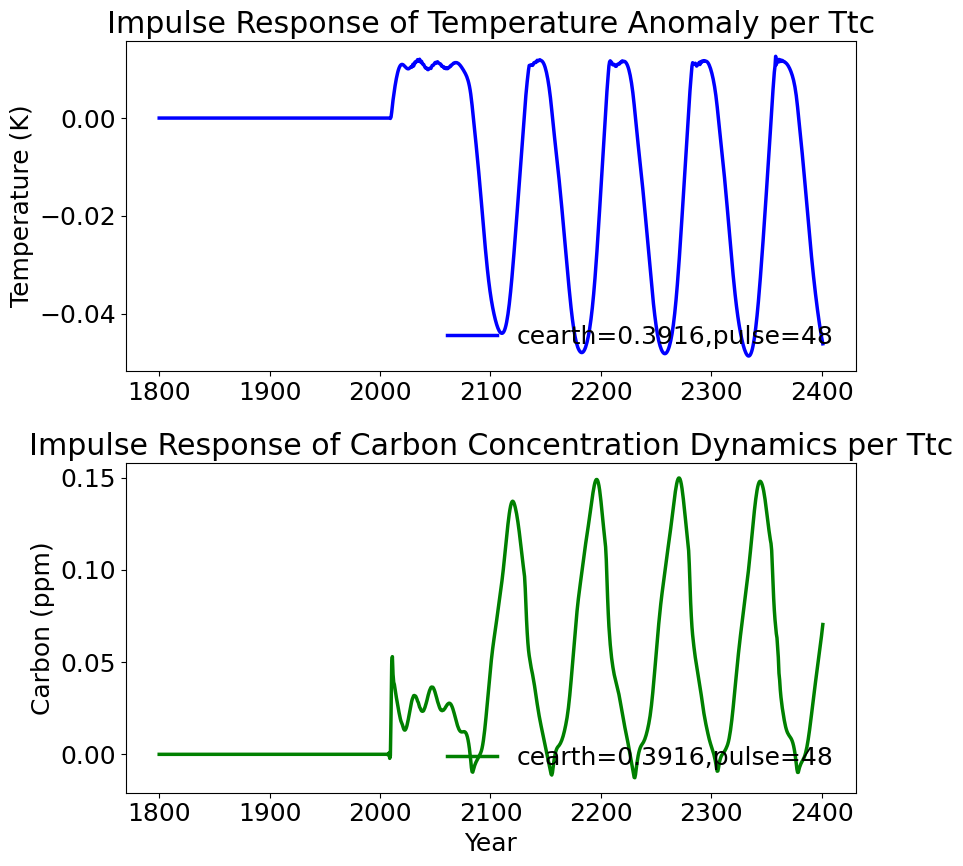 Impulse Response of Temperature Anomaly per Ttc
Temperature (K)
0.00
−0.02
−0.04
cearth=0.3916,pulse=48
1800 1900 2000 2100 2200 2300 2400
Impulse Response of Carbon Concentration Dynamics per Ttc
Carbon (ppm)
0.15
0.10
0.05
0.00
cearth=0.3916,pulse=48
1800 1900 2000 2100 2200 2300 2400
Year